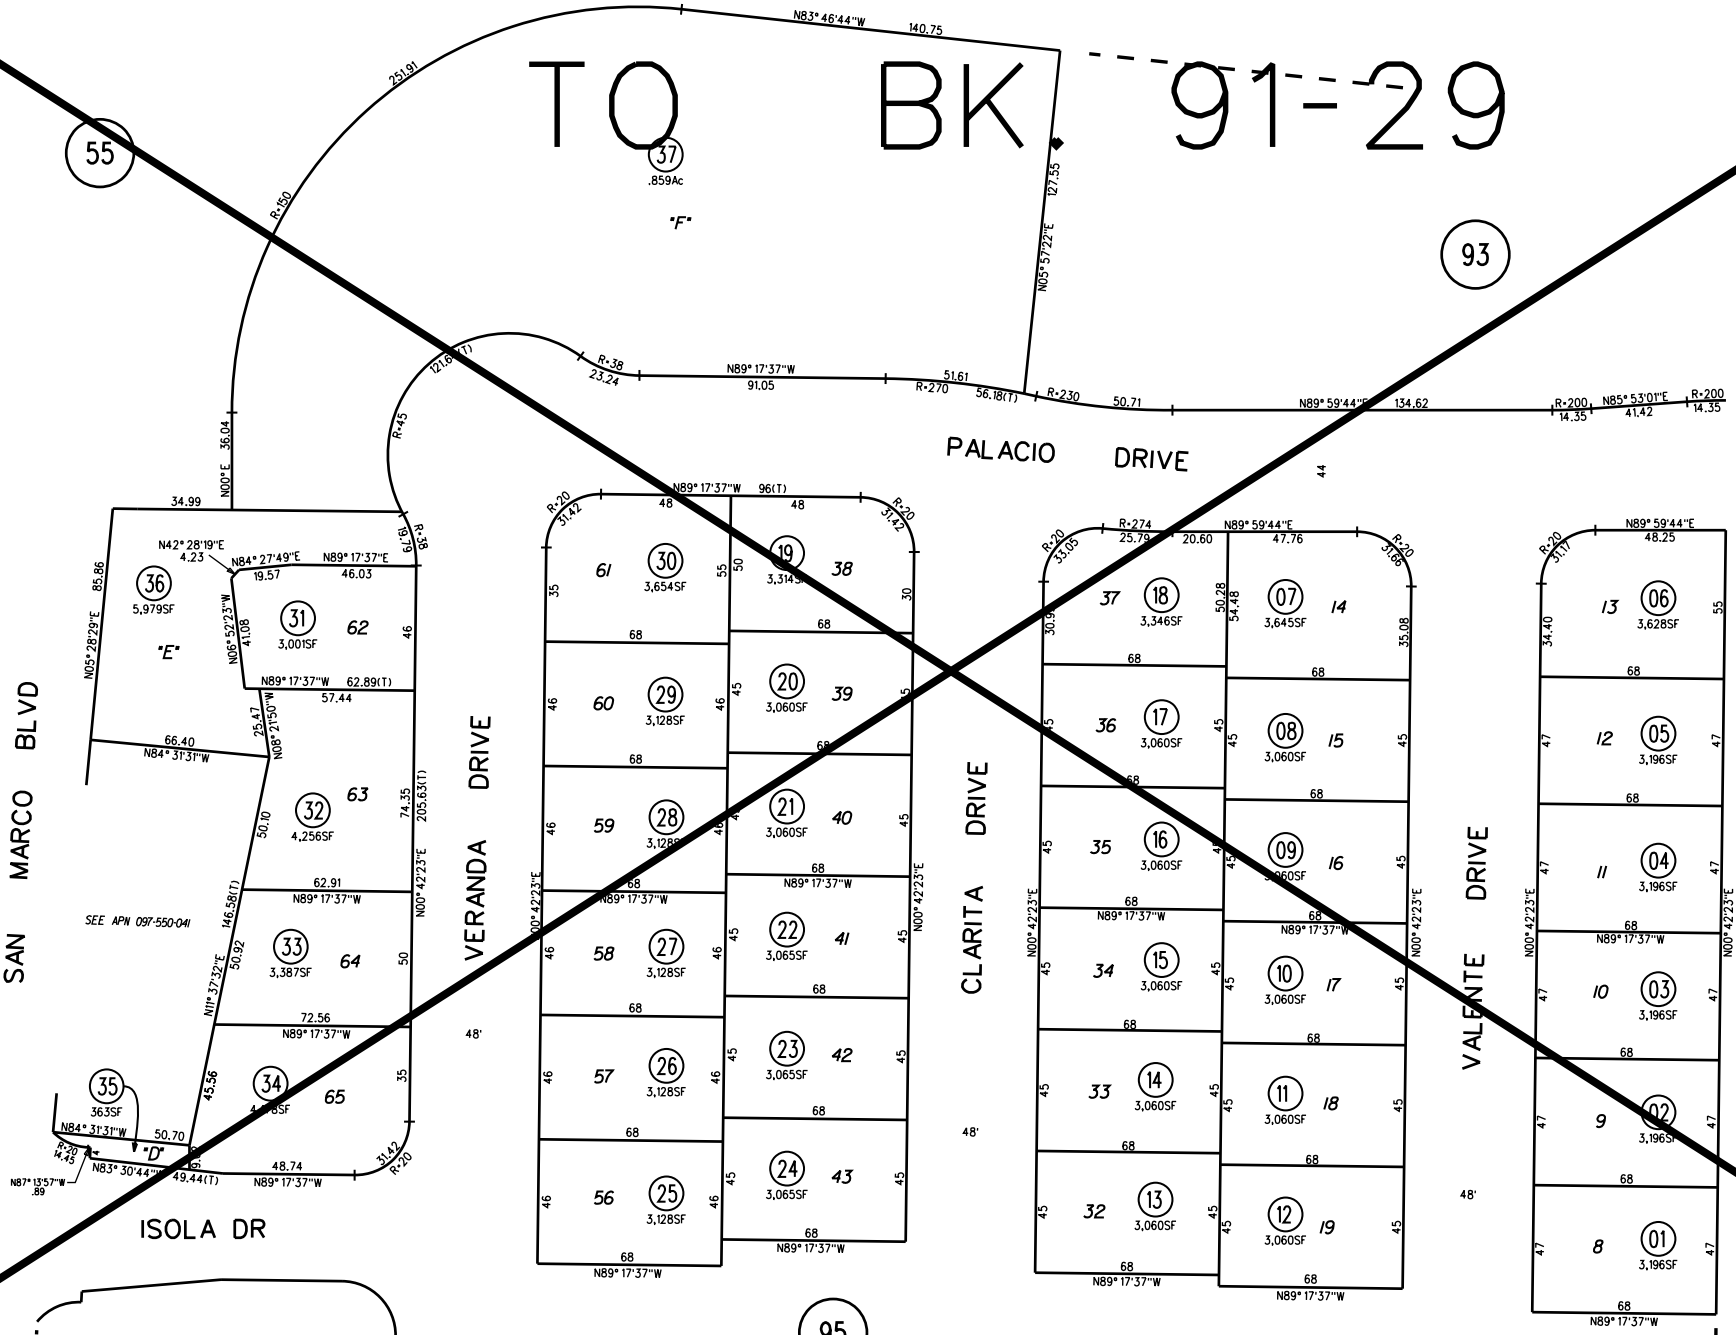 N83°46'44"W 140.75
TO BK. 91-29
251.91
55
37
.859Ac
"F"
R=150
127.55
N05°57'22"E
93
R=38
23.24
N89°17'37"W
91.05
51.61
R=270
56.18(T)
R=230
50.71
N89°59'44"E 134.62
R=200
14.35
N85°53'01"E
41.42
R=200
14.35
R=45
N00°E 36.04
PALACIO DRIVE
44
34.99
R=38
19.79
N42°28'19"E
4.23
N84°27'49"E
19.57
N89°17'37"E
46.03
85.86
N05°28'29"E
36
5,979SF
"E"
N06°52'23"W
41.08
31
3,001SF
62
46
N89°17'37"W 62.89(T)
57.44
25.47
N08°21'50"W
66.40
N84°31'31"W
32
4,256SF
63
74.35
205.63(T)
50.10
62.91
N89°17'37"W
N00°42'23"E
146.58(T)
N11°37'32"E
50.92
33
3,387SF
64
50
72.56
N89°17'37"W
45.56
34
65
35
35
363SF
N84°31'31"W 50.70
"D"
R=20
14.45
N83°30'44"W
49.44(T)
N87°13'57"W
.89
48.74
N89°17'37"W
31.42
R=20
SEE APN 097-550-041
SAN MARCO BLVD
ISOLA DR
VERANDA DRIVE
48'
R=20
31.42
N89°17'37"W 96(T)
48
48
R=20
31.42
35
61
30
3,654SF
55
50
19
38
30
68
68
46
60
29
3,128SF
46
45
20
3,060SF
39
68
68
46
59
28
46
21
3,060SF
40
45
68
N89°17'37"W
68
N89°17'37"W
N00°42'23"E
46
58
27
3,128SF
46
45
22
3,065SF
41
45
68
68
46
57
26
3,128SF
46
45
23
3,065SF
42
45
68
68
46
56
25
3,128SF
46
45
24
3,065SF
43
45
68
N89°17'37"W
68
N89°17'37"W
CLARITA DRIVE
48'
R=20
33.05
R=274
25.79
20.60
N89°59'44"E
47.76
R=20
31.66
37
18
3,346SF
50.28
54.48
07
3,645SF
14
35.08
68
68
36
17
3,060SF
45
45
08
3,060SF
15
45
68
68
45
35
16
3,060SF
45
45
09
16
45
68
N89°17'37"W
68
N89°17'37"W
N00°42'23"E
N00°42'23"E
45
34
15
3,060SF
45
45
10
3,060SF
17
45
68
68
45
33
14
3,060SF
45
45
11
3,060SF
18
45
68
68
45
32
13
3,060SF
45
45
12
3,060SF
19
45
68
N89°17'37"W
68
N89°17'37"W
VALENTE DRIVE
48'
R=20
31.17
N89°59'44"E
48.25
34.40
13
06
3,628SF
55
68
47
12
05
3,196SF
47
68
47
11
04
3,196SF
47
68
N89°17'37"W
N00°42'23"E
N00°42'23"E
47
10
03
3,196SF
47
68
47
9
02
47
68
47
8
01
3,196SF
47
68
N89°17'37"W
95